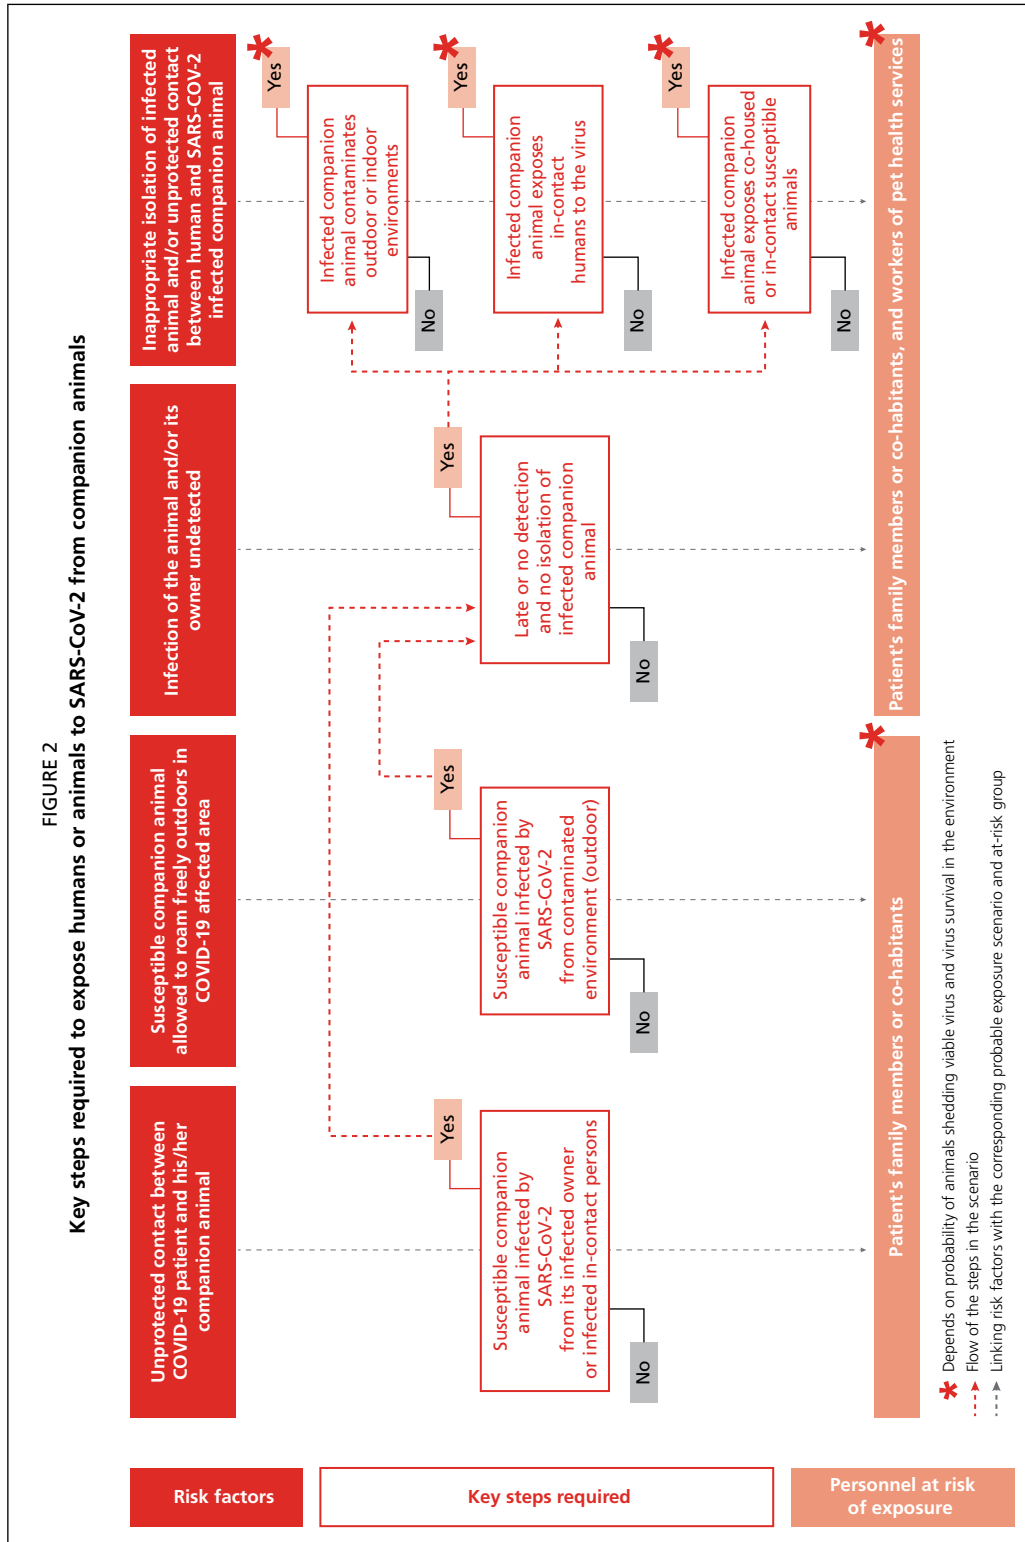 FIGURE 2
Key steps required to expose humans or animals to SARS-CoV-2 from companion animals
Risk factors
Unprotected contact between
COVID-19 patient and his/her
companion animal
Susceptible companion animal
allowed to roam freely outdoors in
COVID-19 affected area
Infection of the animal and/or its
owner undetected
Inappropriate isolation of infected
animal and/or unprotected contact
between human and SARS-COV-2
infected companion animal
Key steps required
Yes
Susceptible companion
animal infected by
SARS-CoV-2
from its infected owner
or infected in-contact persons
No
Yes
Susceptible companion
animal infected by
SARS-CoV-2
from contaminated
environment (outdoor)
No
Yes
Late or no detection
and no isolation of
infected companion
animal
No
Yes
Infected companion
animal contaminates
outdoor or indoor
environments
No
Yes
Infected companion
animal exposes
in-contact
humans to the virus
No
Yes
Infected companion
animal exposes co-housed
or in-contact susceptible
animals
No
Personnel at risk
of exposure
Patient's family members or co-habitants
Patient's family members or co-habitants, and workers of pet health services
Depends on probability of animals shedding viable virus and virus survival in the environment
Flow of the steps in the scenario
Linking risk factors with the corresponding probable exposure scenario and at-risk group